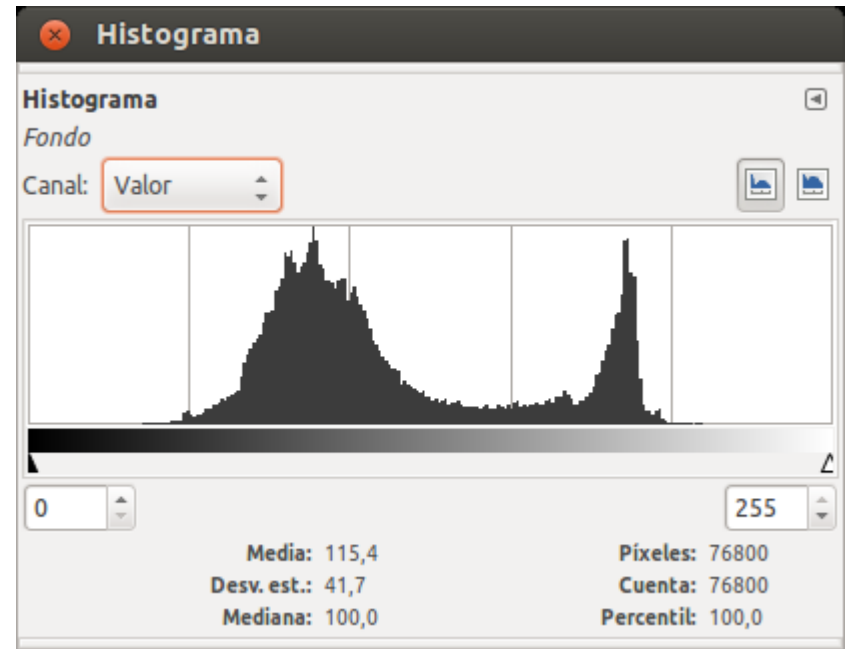 Histograma
Histograma
Fondo
Canal: Valor
0 255
Media: 115,4 Píxeles: 76800
Desv. est.: 41,7 Cuenta: 76800
Mediana: 100,0 Percentil: 100,0